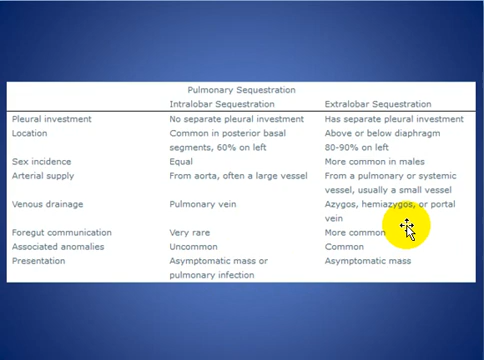 Pulmonary Sequestration
Intralobar Sequestration Extralobar Sequestration
Pleural investment No separate pleural investment Has separate pleural investment
Location Common in posterior basal Above or below diaphragm
segments, 60% on left 80-90% on left
Sex incidence Equal More common in males
Arterial supply From aorta, often a large vessel From a pulmonary or systemic
vessel, usually a small vessel
Venous drainage Pulmonary vein Azygos, hemiazygos, or portal
vein
Foregut communication Very rare More common
Associated anomalies Uncommon Common
Presentation Asymptomatic mass or Asymptomatic mass
pulmonary infection